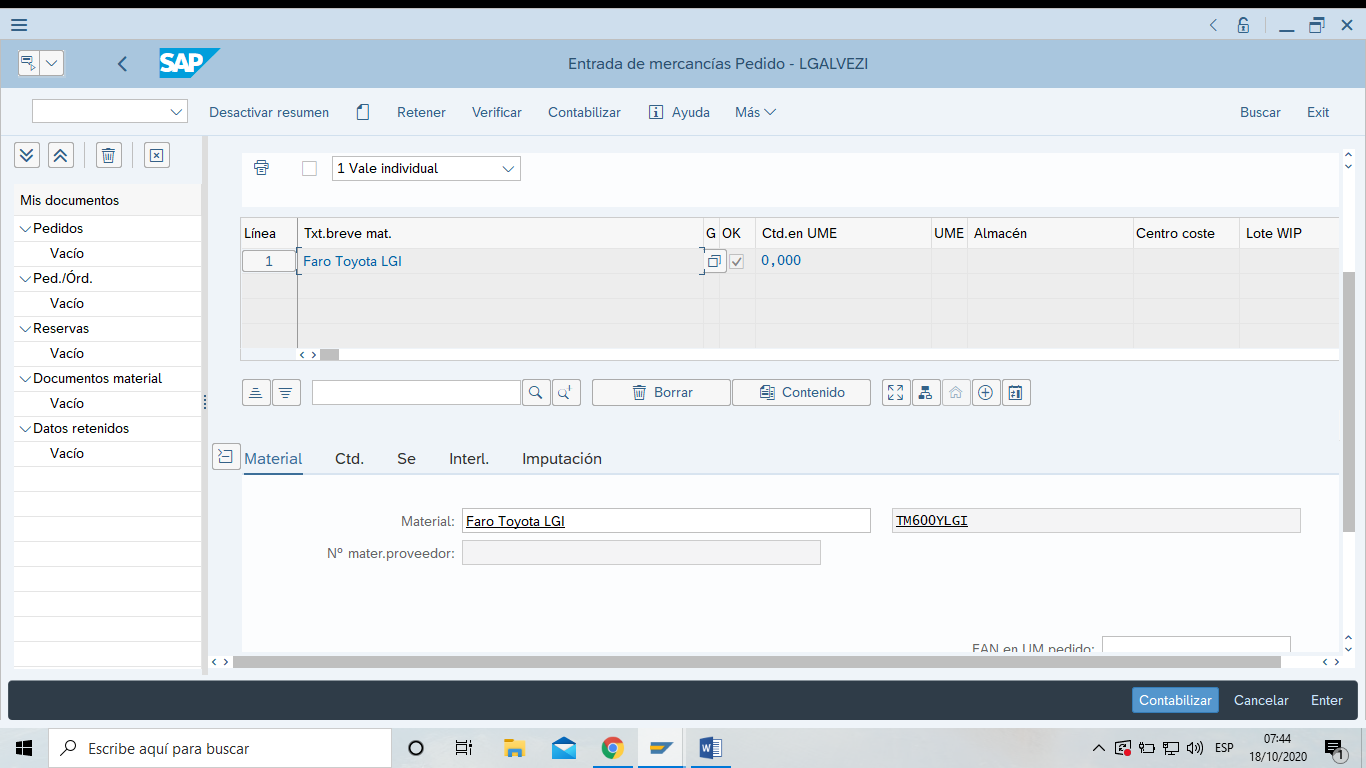 SAP
Entrada de mercancías Pedido - LGALVEZI
Desactivar resumen
Retener
Verificar
Contabilizar
Ayuda
Más
Buscar
Exit
Mis documentos
Pedidos
Vacío
Ped./Órd.
Vacío
Reservas
Vacío
Documentos material
Vacío
Datos retenidos
Vacío
1 Vale individual
Línea Txt.breve mat. G OK Ctd.en UME UME Almacén Centro coste Lote WIP
1 Faro Toyota LGI 0,000
Borrar
Contenido
Material Ctd. Se Interl. Imputación
Material: Faro Toyota LGI TM600YLGI
Nº mater.proveedor:
EAN en UM pedido:
Contabilizar Cancelar Enter
Escribe aquí para buscar
ESP
07:44
18/10/2020
1